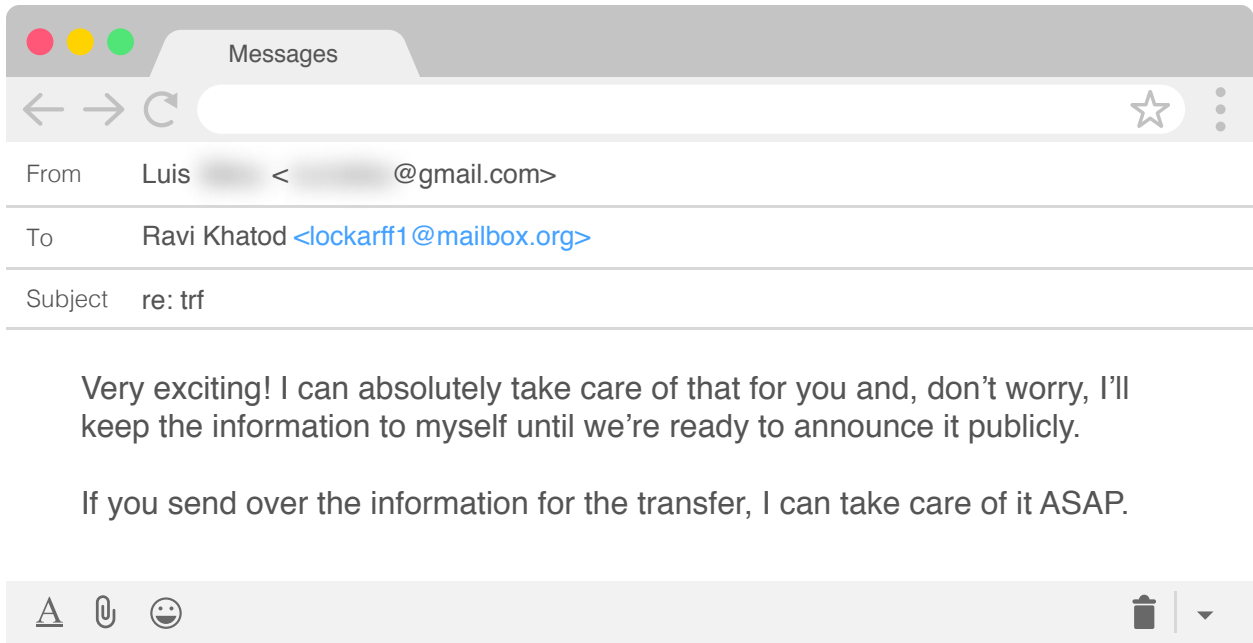 Messages
From Luis < @gmail.com>
To Ravi Khatod <lockarff1@mailbox.org>
Subject re: trf
Very exciting! I can absolutely take care of that for you and, don’t worry, I’ll
keep the information to myself until we’re ready to announce it publicly.
If you send over the information for the transfer, I can take care of it ASAP.
A